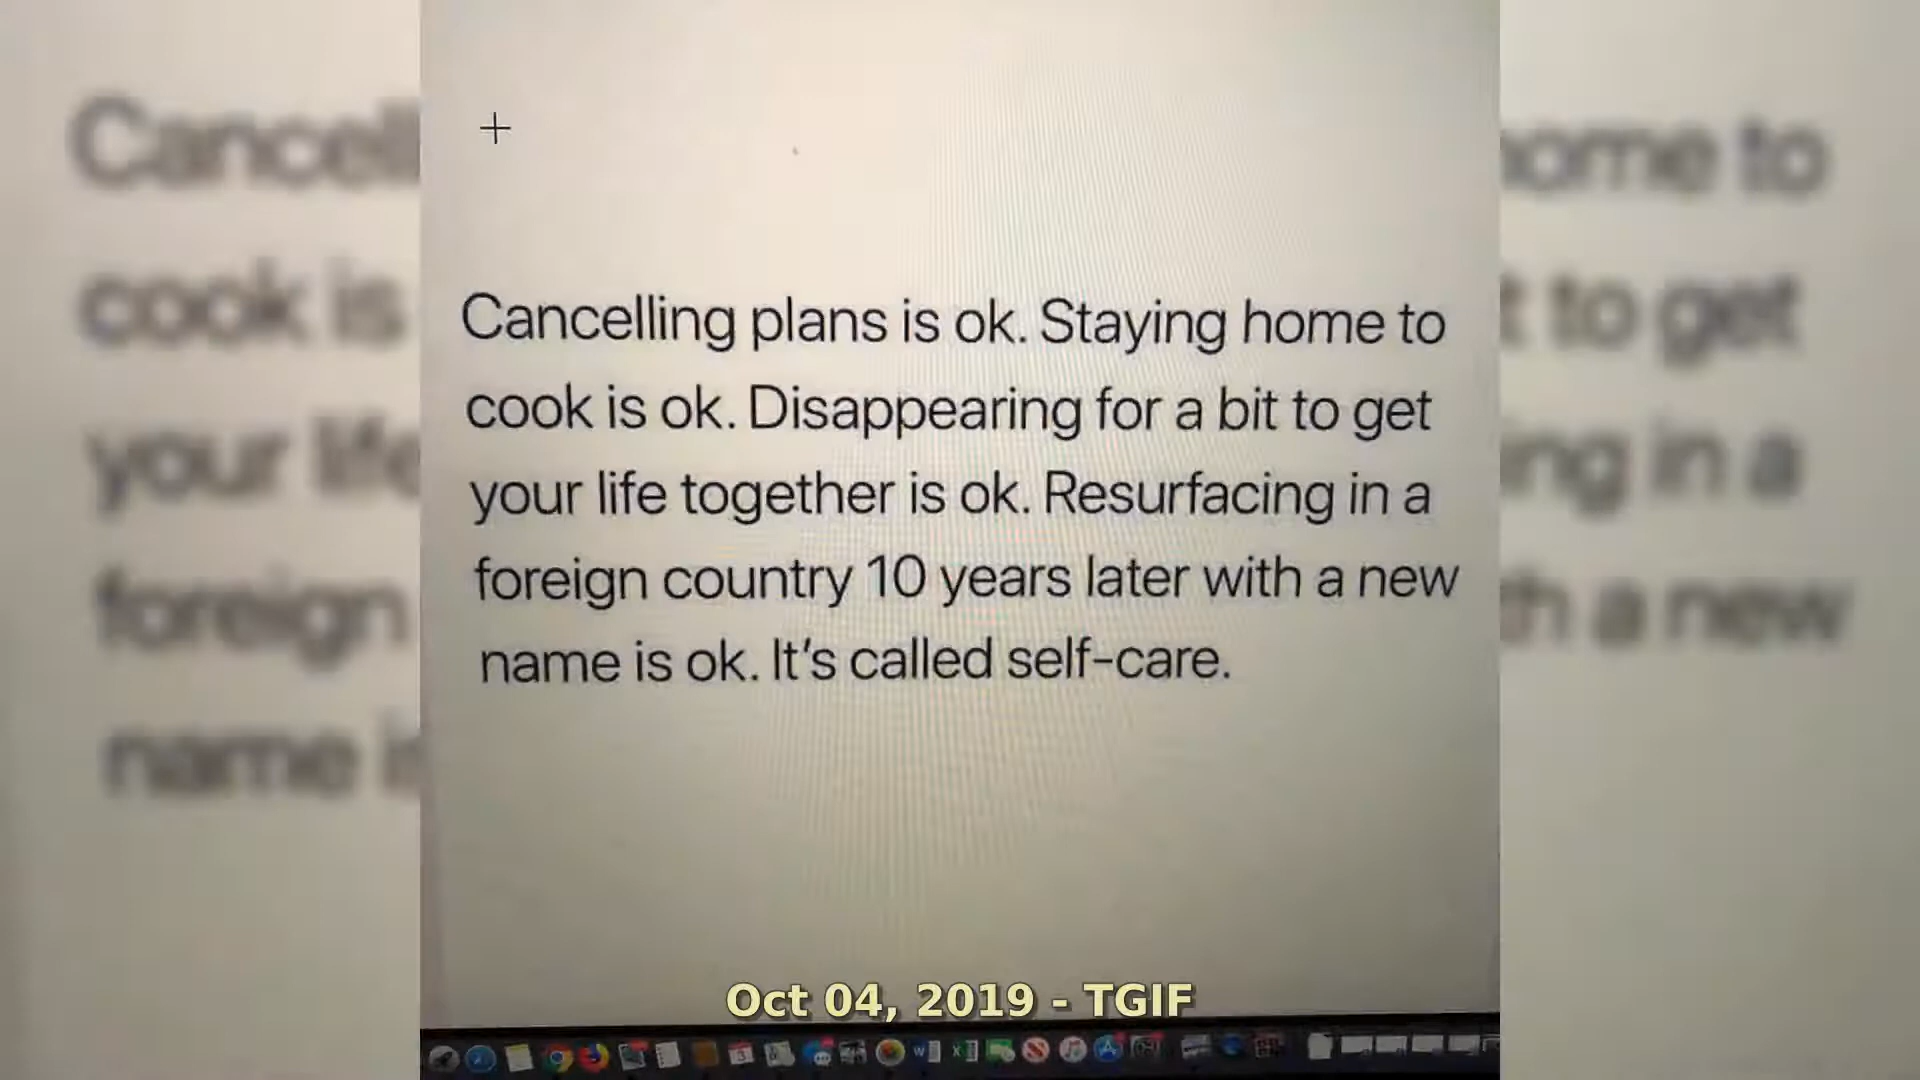 Cancelling plans is ok. Staying home to
cook is ok. Disappearing for a bit to get
your life together is ok. Resurfacing in a
foreign country 10 years later with a new
name is ok. It's called self-care.
Oct 04, 2019 - TGIF